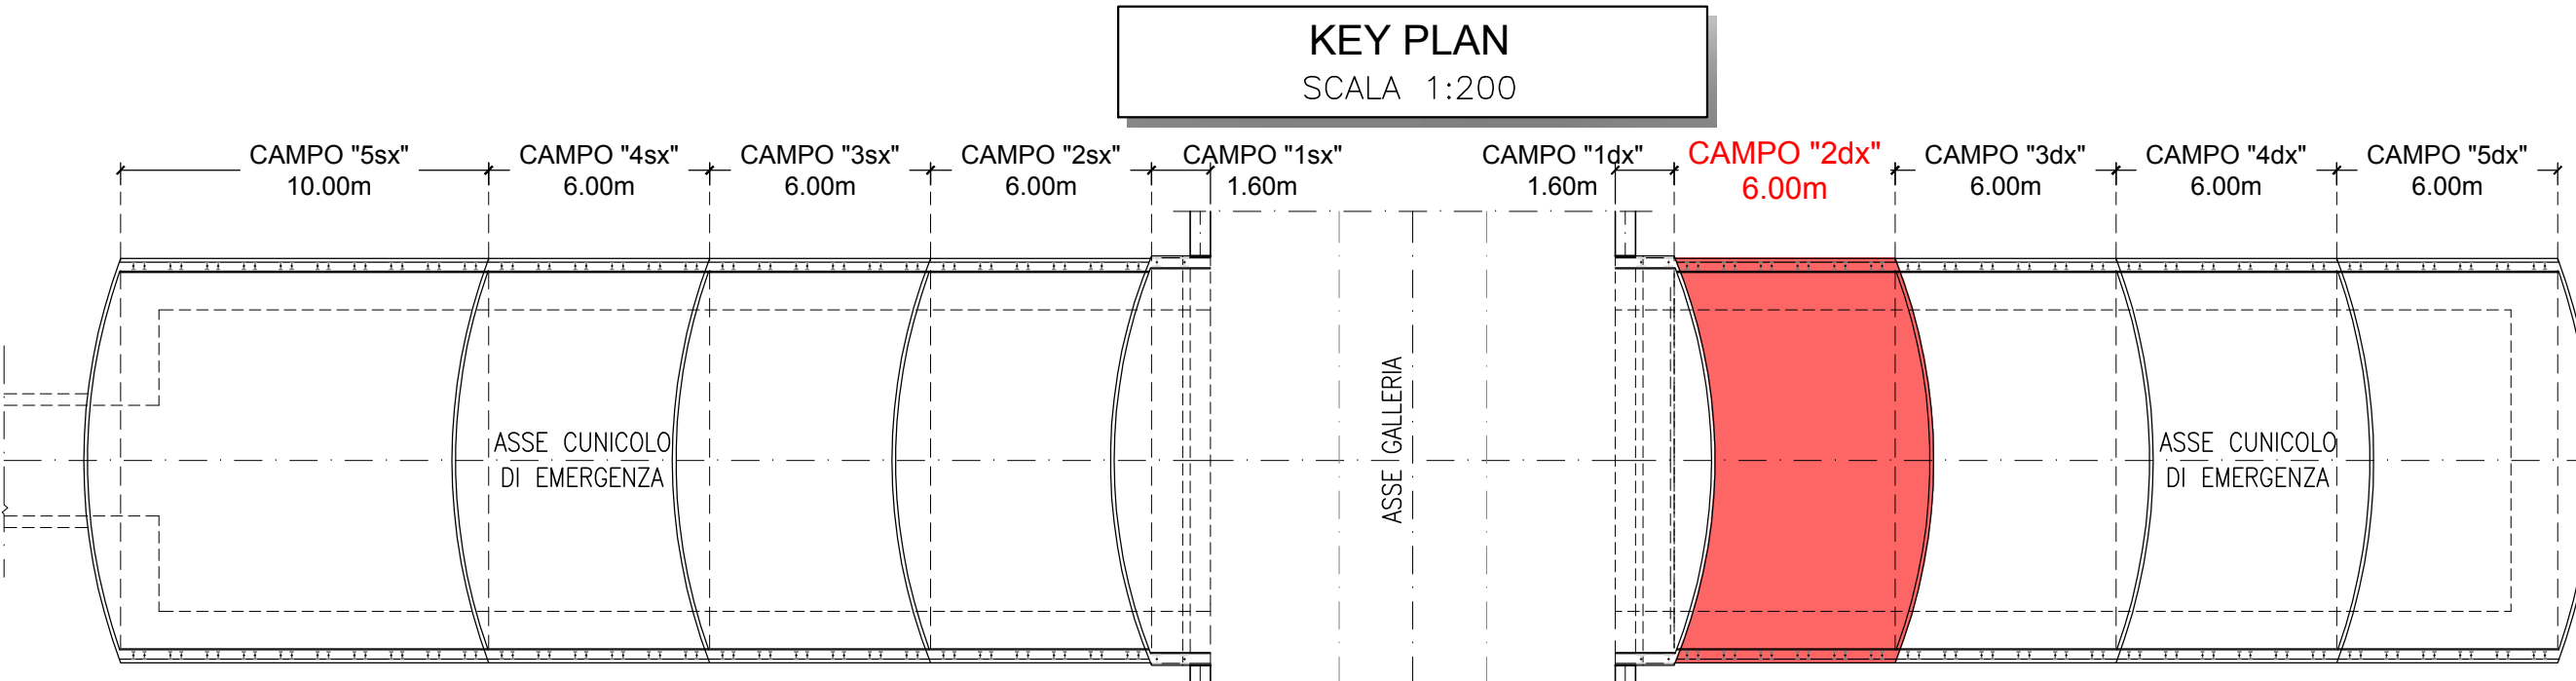 KEY PLAN
SCALA 1:200
CAMPO "5sx"
10.00m
CAMPO "4sx"
6.00m
CAMPO "3sx"
6.00m
CAMPO "2sx"
6.00m
CAMPO "1sx"
1.60m
CAMPO "1dx"
1.60m
CAMPO "2dx"
6.00m
CAMPO "3dx"
6.00m
CAMPO "4dx"
6.00m
CAMPO "5dx"
6.00m
ASSE CUNICOLO
DI EMERGENZA
ASSE GALLERIA
ASSE CUNICOLO
DI EMERGENZA